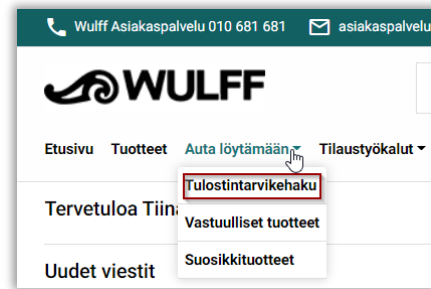 Wulff Asiakaspalvelu 010 681 681 asiakaspalvelu
WULFF
Etusivu Tuotteet Auta löytämään Tilaustyökalut
Tulostintarvikehaku
Tervetuloa Tiin
Vastuulliset tuotteet
Suosikkituotteet
Uudet viestit